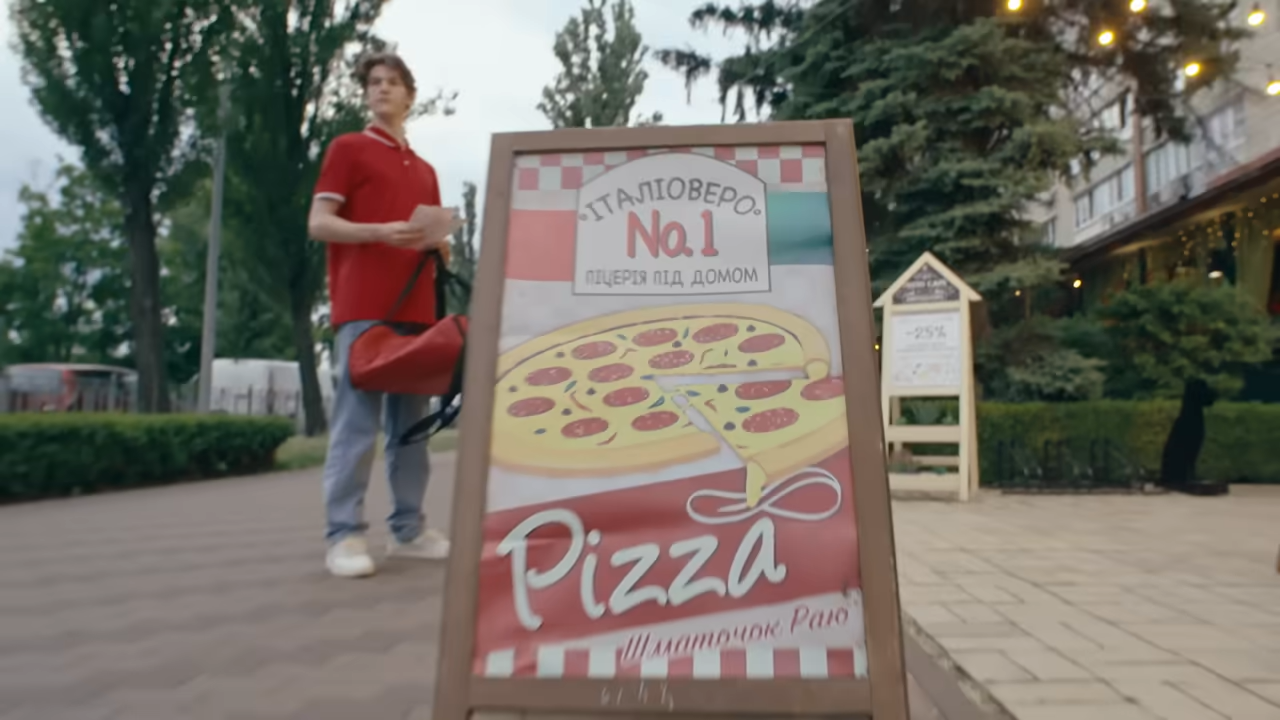 ІТАЛІОВЕРО
No.1
ПІЦЕРІЯ ПІД ДОМОМ
Pizza
Шматочок Раю
-25%